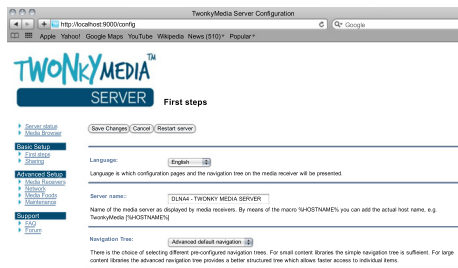 TwonkyMedia Server Configuration
http://localhost:9000/config
Google
Apple Yahoo! Google Maps YouTube Wikipedia News (510) Popular
TWONKYMEDIA™
SERVER
First steps
Server status
Media Browser
Save Changes Cancel Restart server
Basic Setup
First steps
Sharing
Advanced Setup
Media Receivers
Network
Media Feeds
Maintenance
Support
FAQ
Forum
Language:
English
Language in which configuration pages and the navigation tree on the media receiver will be presented.
Server name::
DLNA4 - TWONKY MEDIA SERVER
Name of the media server as displayed by media receivers. By means of the macro %HOSTNAME% you can add the actual host name, e.g.
TwonkyMedia [%HOSTNAME%]
Navigation Tree:
Advanced default navigation
There is the choice of selecting different pre-configured navigation trees. For small content libraries the simple navigation tree is sufficient. For large
content libraries the advanced navigation tree provides a better structured tree which allows faster access to individual items.